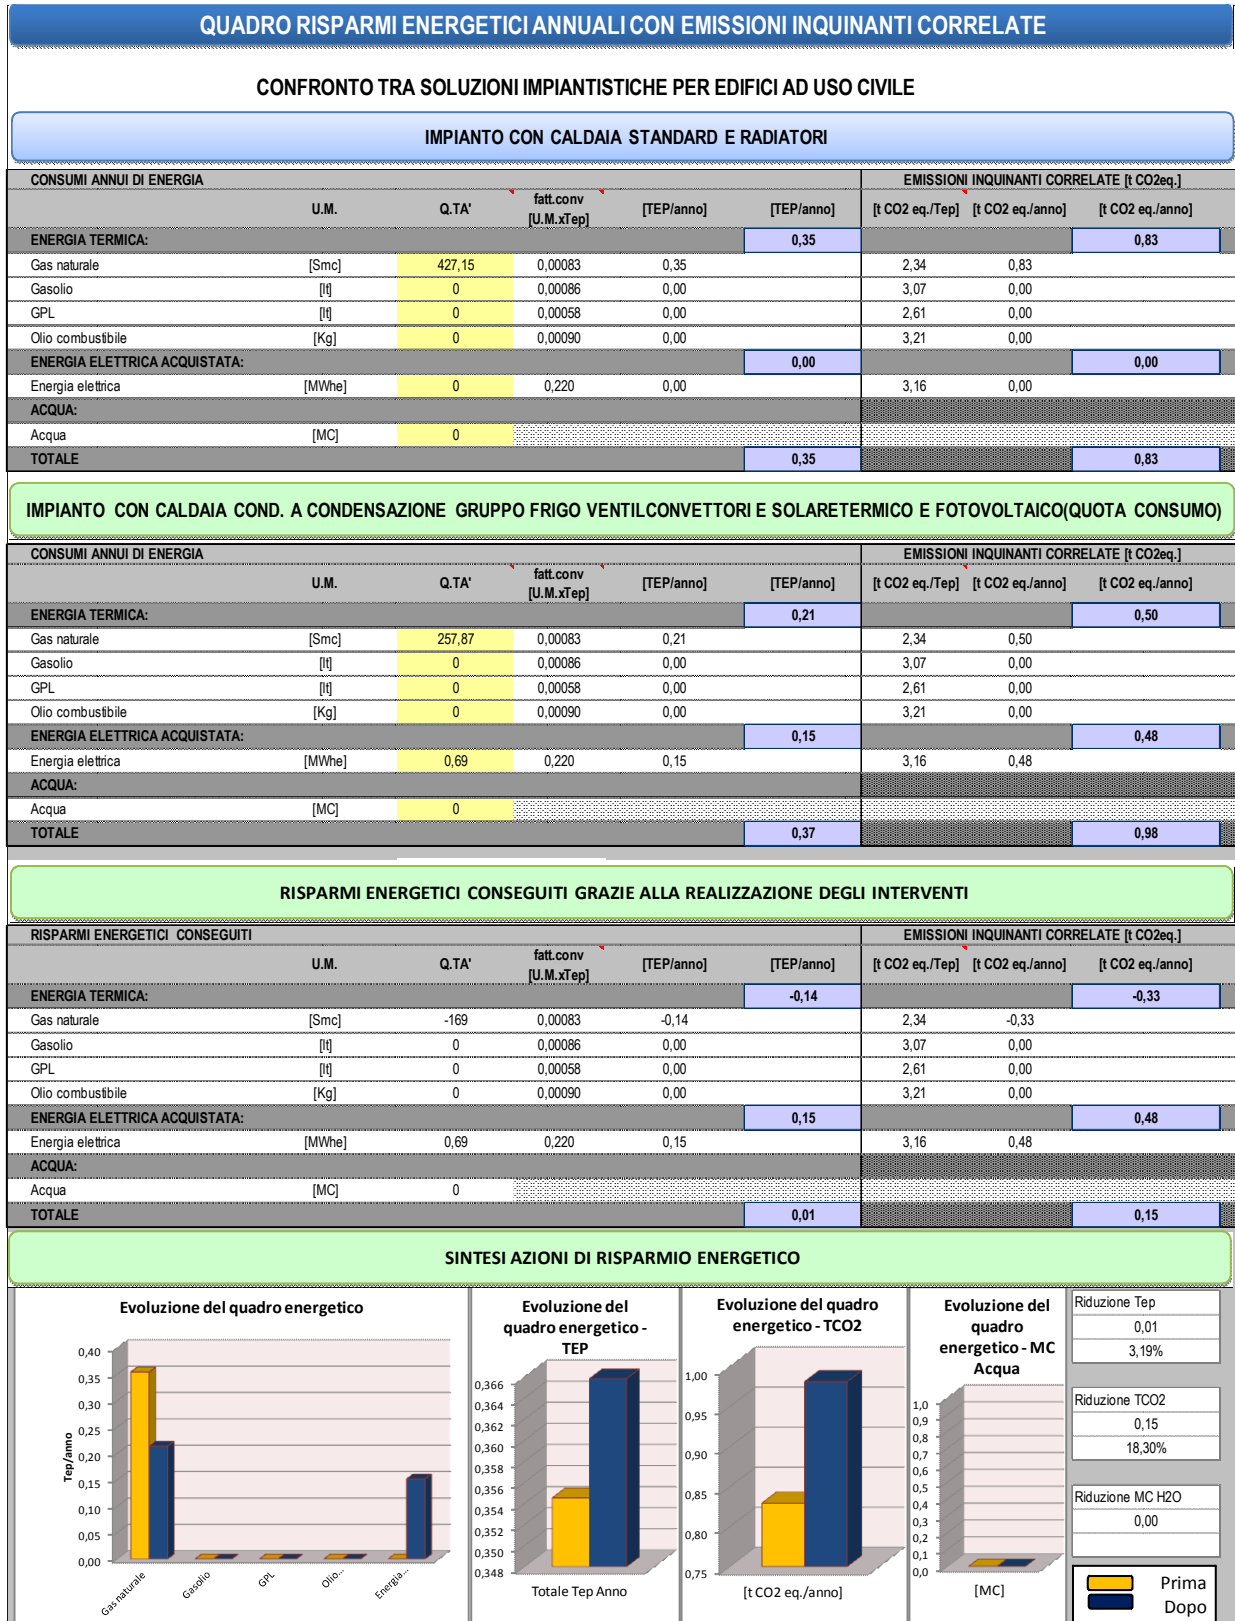 QUADRO RISPARMI ENERGETICI ANNUALI CON EMISSIONI INQUINANTI CORRELATE
CONFRONTO TRA SOLUZIONI IMPIANTISTICHE PER EDIFICI AD USO CIVILE
IMPIANTO CON CALDAIA STANDARD E RADIATORI
CONSUMI ANNUI DI ENERGIA EMISSIONI INQUINANTI CORRELATE [t CO2eq.]
U.M. Q.TA' fatt.conv [U.M.xTep] [TEP/anno] [TEP/anno] [t CO2 eq./Tep] [t CO2 eq./anno] [t CO2 eq./anno]
ENERGIA TERMICA: 0,35 0,83
Gas naturale [Smc] 427,15 0,00083 0,35 2,34 0,83
Gasolio [lt] 0 0,00086 0,00 3,07 0,00
GPL [lt] 0 0,00058 0,00 2,61 0,00
Olio combustibile [Kg] 0 0,00090 0,00 3,21 0,00
ENERGIA ELETTRICA ACQUISTATA: 0,00 0,00
Energia elettrica [MWhe] 0 0,220 0,00 3,16 0,00
ACQUA:
Acqua [MC] 0
TOTALE 0,35 0,83
IMPIANTO CON CALDAIA COND. A CONDENSAZIONE GRUPPO FRIGO VENTILCONVETTORI E SOLARETERMICO E FOTOVOLTAICO(QUOTA CONSUMO)
CONSUMI ANNUI DI ENERGIA EMISSIONI INQUINANTI CORRELATE [t CO2eq.]
U.M. Q.TA' fatt.conv [U.M.xTep] [TEP/anno] [TEP/anno] [t CO2 eq./Tep] [t CO2 eq./anno] [t CO2 eq./anno]
ENERGIA TERMICA: 0,21 0,50
Gas naturale [Smc] 257,87 0,00083 0,21 2,34 0,50
Gasolio [lt] 0 0,00086 0,00 3,07 0,00
GPL [lt] 0 0,00058 0,00 2,61 0,00
Olio combustibile [Kg] 0 0,00090 0,00 3,21 0,00
ENERGIA ELETTRICA ACQUISTATA: 0,15 0,48
Energia elettrica [MWhe] 0,69 0,220 0,15 3,16 0,48
ACQUA:
Acqua [MC] 0
TOTALE 0,37 0,98
RISPARMI ENERGETICI CONSEGUITI GRAZIE ALLA REALIZZAZIONE DEGLI INTERVENTI
RISPARMI ENERGETICI CONSEGUITI EMISSIONI INQUINANTI CORRELATE [t CO2eq.]
U.M. Q.TA' fatt.conv [U.M.xTep] [TEP/anno] [TEP/anno] [t CO2 eq./Tep] [t CO2 eq./anno] [t CO2 eq./anno]
ENERGIA TERMICA: -0,14 -0,33
Gas naturale [Smc] -169 0,00083 -0,14 2,34 -0,33
Gasolio [lt] 0 0,00086 0,00 3,07 0,00
GPL [lt] 0 0,00058 0,00 2,61 0,00
Olio combustibile [Kg] 0 0,00090 0,00 3,21 0,00
ENERGIA ELETTRICA ACQUISTATA: 0,15 0,48
Energia elettrica [MWhe] 0,69 0,220 0,15 3,16 0,48
ACQUA:
Acqua [MC] 0
TOTALE 0,01 0,15
SINTESI AZIONI DI RISPARMIO ENERGETICO
Evoluzione del quadro energetico
Tep/anno
0,40
0,35
0,30
0,25
0,20
0,15
0,10
0,05
0,00
Gas naturale
Gasolio
GPL
Olio...
Energia...
Evoluzione del
quadro energetico -
TEP
0,366
0,364
0,362
0,360
0,358
0,356
0,354
0,352
0,350
0,348
Totale Tep Anno
Evoluzione del quadro
energetico - TCO2
1,00
0,95
0,90
0,85
0,80
0,75
[t CO2 eq./anno]
Evoluzione del
quadro
energetico - MC
Acqua
1,0
0,9
0,8
0,7
0,6
0,5
0,4
0,3
0,2
0,1
0,0
[MC]
Riduzione Tep
0,01
3,19%
Riduzione TCO2
0,15
18,30%
Riduzione MC H2O
0,00
Prima
Dopo